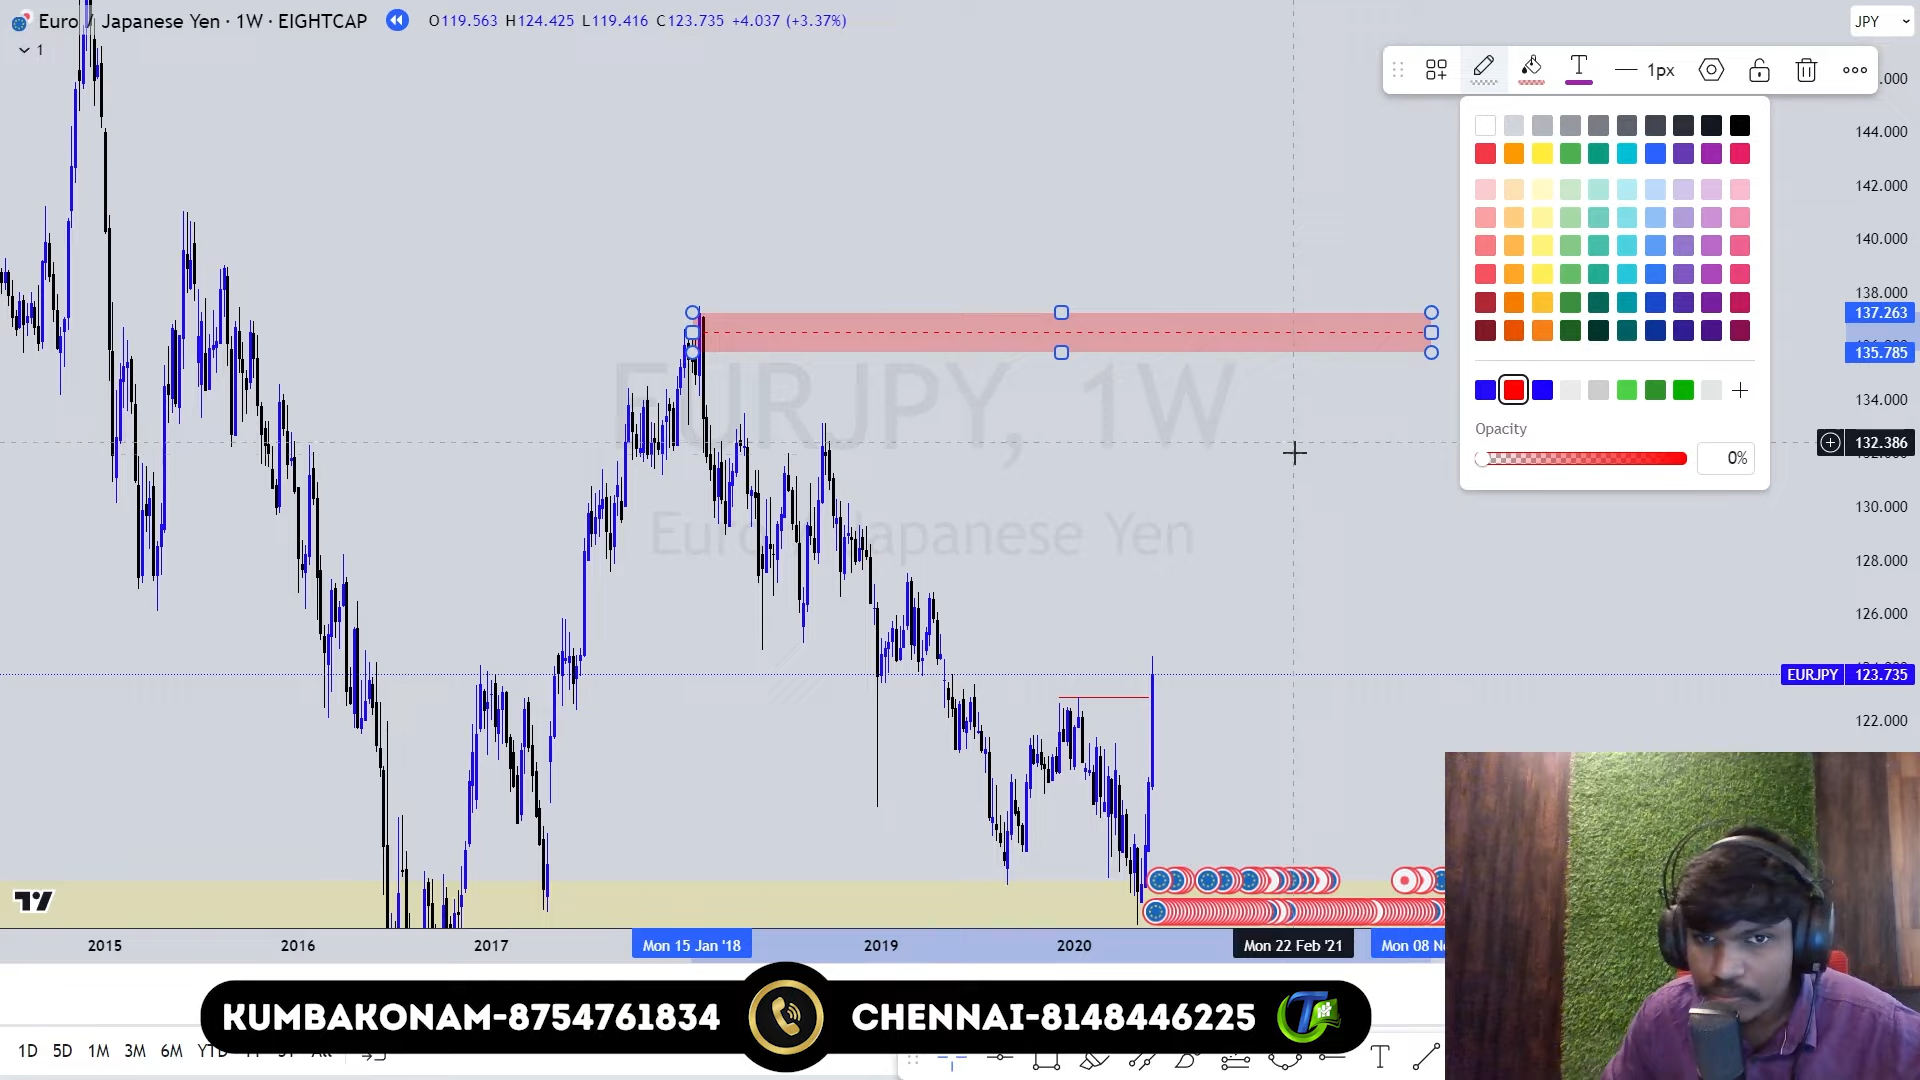 Euro / Japanese Yen · 1W · EIGHTCAP O119.563 H124.425 L119.416 C123.735 +4.037 (+3.37%)
1
JPY
1px
144.000
142.000
140.000
138.000
137.263
135.785
134.000
132.386
130.000
128.000
126.000
EURJPY 123.735
122.000
EURJPY, 1W
Euro / Japanese Yen
Opacity
0%
2015 2016 2017 Mon 15 Jan '18 2019 2020 Mon 22 Feb '21 Mon 08
KUMBAKONAM-8754761834 CHENNAI-8148446225
1D 5D 1M 3M 6M YTD